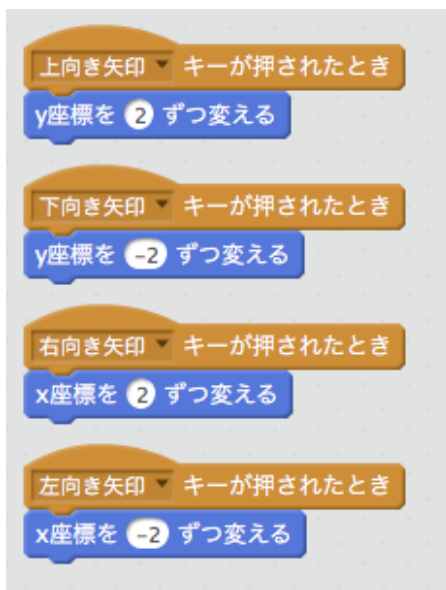 上向き矢印 キーが押されたとき
y座標を 2 ずつ変える
下向き矢印 キーが押されたとき
y座標を -2 ずつ変える
右向き矢印 キーが押されたとき
x座標を 2 ずつ変える
左向き矢印 キーが押されたとき
x座標を -2 ずつ変える